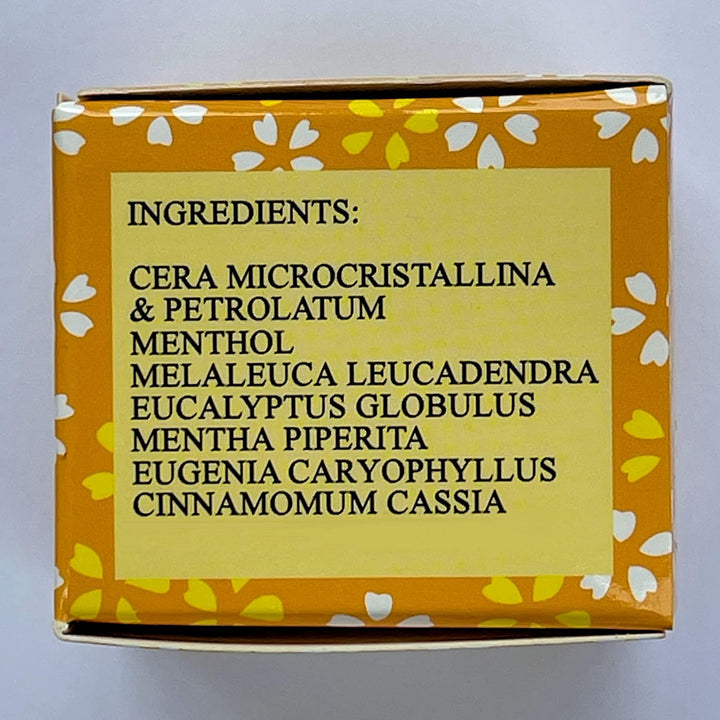 INGREDIENTS:
CERA MICROCRISTALLINA
& PETROLATUM
MENTHOL
MELALEUCA LEUCADENDRA
EUCALYPTUS GLOBULUS
MENTHA PIPERITA
EUGENIA CARYOPHYLLUS
CINNAMOMUM CASSIA